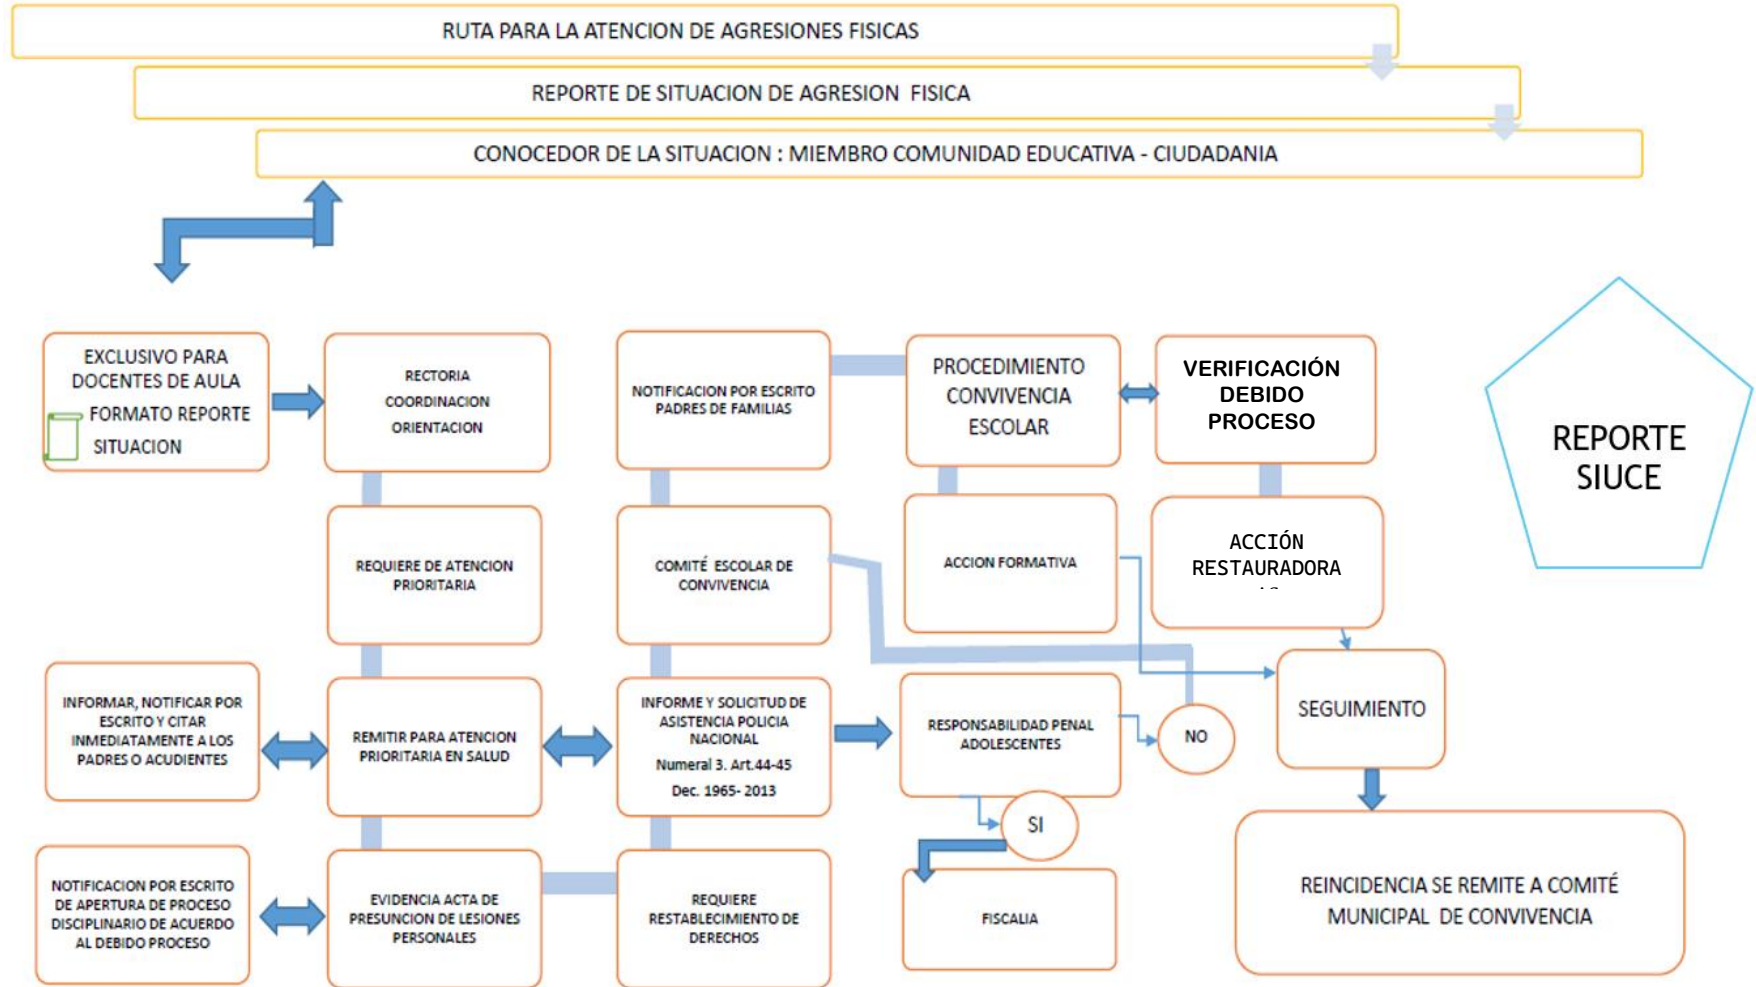 RUTA PARA LA ATENCION DE AGRESIONES FISICAS
REPORTE DE SITUACION DE AGRESION FISICA
CONOCEDOR DE LA SITUACION : MIEMBRO COMUNIDAD EDUCATIVA - CIUDADANIA
EXCLUSIVO PARA
DOCENTES DE AULA
FORMATO REPORTE
SITUACION
RECTORIA
COORDINACION
ORIENTACION
NOTIFICACION POR ESCRITO
PADRES DE FAMILIAS
PROCEDIMIENTO
CONVIVENCIA
ESCOLAR
VERIFICACIÓN
DEBIDO
PROCESO
REPORTE
SIUCE
REQUIERE DE ATENCION
PRIORITARIA
COMITÉ ESCOLAR DE
CONVIVENCIA
ACCION FORMATIVA
ACCIÓN
RESTAURADORA
INFORMAR, NOTIFICAR POR
ESCRITO Y CITAR
INMEDIATAMENTE A LOS
PADRES O ACUDIENTES
REMITIR PARA ATENCION
PRIORITARIA EN SALUD
INFORME Y SOLICITUD DE
ASISTENCIA POLICIA
NACIONAL
Numeral 3. Art.44-45
Dec. 1965- 2013
RESPONSABILIDAD PENAL
ADOLESCENTES
NO
SEGUIMIENTO
SI
NOTIFICACION POR ESCRITO
DE APERTURA DE PROCESO
DISCIPLINARIO DE ACUERDO
AL DEBIDO PROCESO
EVIDENCIA ACTA DE
PRESUNCION DE LESIONES
PERSONALES
REQUIERE
RESTABLECIMIENTO DE
DERECHOS
FISCALIA
REINCIDENCIA SE REMITE A COMITÉ
MUNICIPAL DE CONVIVENCIA